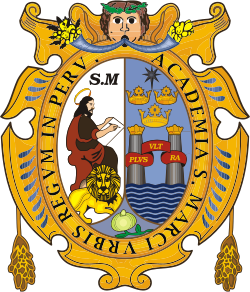 ACADEMIA S MARCI VRBIS REGVM IN PERV
S.M
PLVS VLT RA